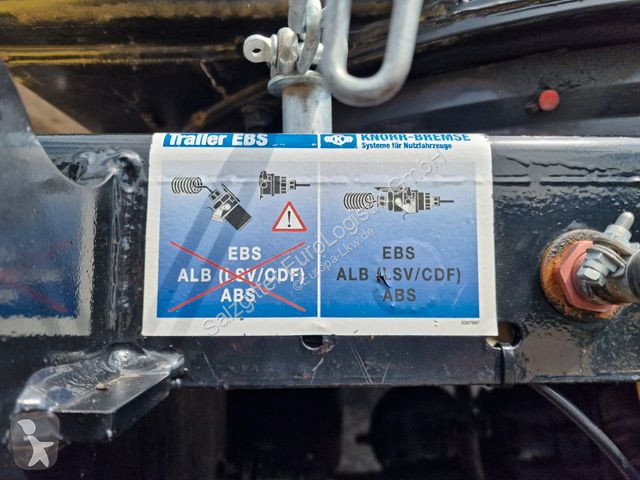 Trailer EBS
KNORR-BREMSE
Systeme für Nutzfahrzeuge
EBS
ALB (LSV/CDF)
ABS
EBS
ALB (LSV/CDF)
ABS
Salzgitter EuroLogistik GmbH
© Europa-Lkw.de